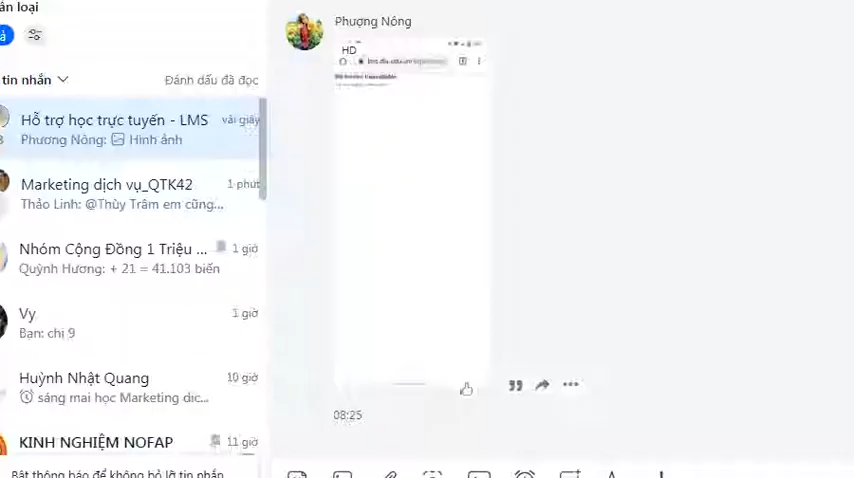 ân loại
tin nhắn
Đánh dấu đã đọc
Hỗ trợ học trực tuyến - LMS
vài giây
Phương Nông: Hình ảnh
Marketing dịch vụ_QTK42
1 phút
Thảo Linh: @Thùy Trâm em cũng...
Nhóm Cộng Đồng 1 Triệu ...
1 giờ
Quỳnh Hương: + 21 = 41.103 biến
Vy
1 giờ
Bạn: chị 9
Huỳnh Nhật Quang
10 giờ
sáng mai học Marketing dịc...
KINH NGHIỆM NOFAP
11 giờ
Bật thông báo để không bỏ lỡ tin nhắn
Phượng Nông
HD
08:25